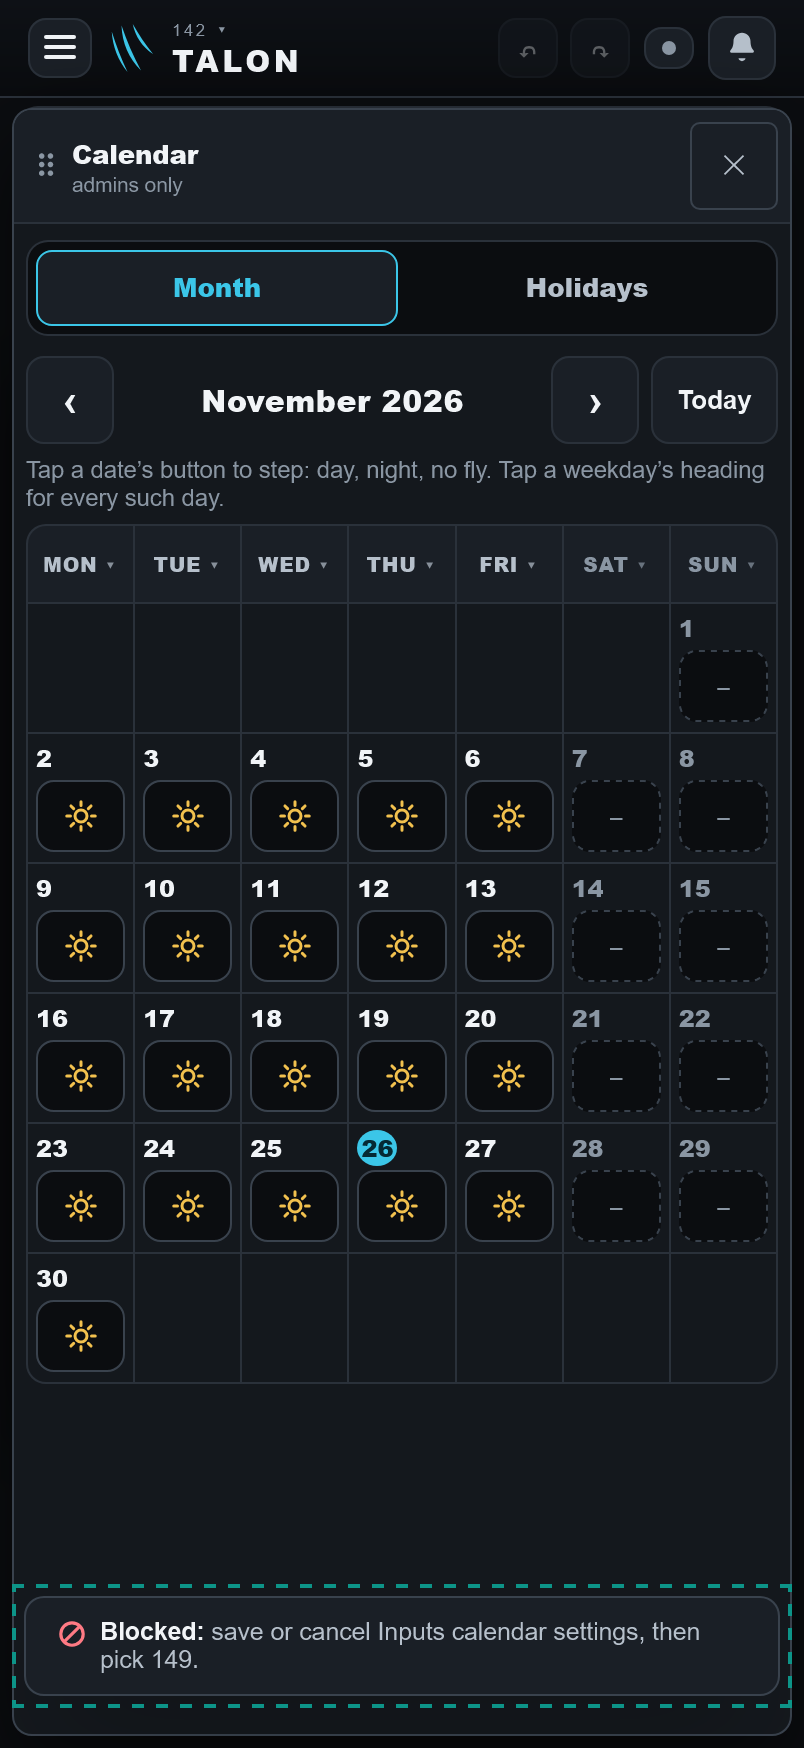 142 ▾
TALON
Calendar
admins only
Month Holidays
‹ November 2026 › Today
Tap a date’s button to step: day, night, no fly. Tap a weekday’s heading
for every such day.
MON ▾ TUE ▾ WED ▾ THU ▾ FRI ▾ SAT ▾ SUN ▾
1
–
2 3 4 5 6 7 8
– –
9 10 11 12 13 14 15
– –
16 17 18 19 20 21 22
– –
23 24 25 26 27 28 29
– –
30
Blocked: save or cancel Inputs calendar settings, then
pick 149.